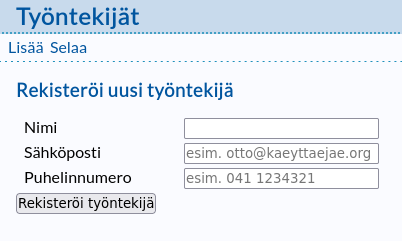 Työntekijät
Lisää Selaa
Rekisteröi uusi työntekijä
Nimi
Sähköposti esim. otto@kaeyttaejae.org
Puhelinnumero esim. 041 1234321
Rekisteröi työntekijä